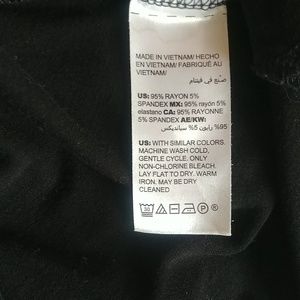 MADE IN VIETNAM/ HECHO
EN VIETNAM/ FABRIQUÉ AU
VIETNAM/
صنع في فيتنام
US: 95% RAYON 5%
SPANDEX MX: 95% rayón 5%
elastano CA: 95% RAYONNE
5% SPANDEX AE/KW:
95% رايون 5% سباندكس
US: WITH SIMILAR COLORS.
MACHINE WASH COLD,
GENTLE CYCLE. ONLY
NON-CHLORINE BLEACH.
LAY FLAT TO DRY. WARM
IRON. MAY BE DRY
CLEANED
30 P